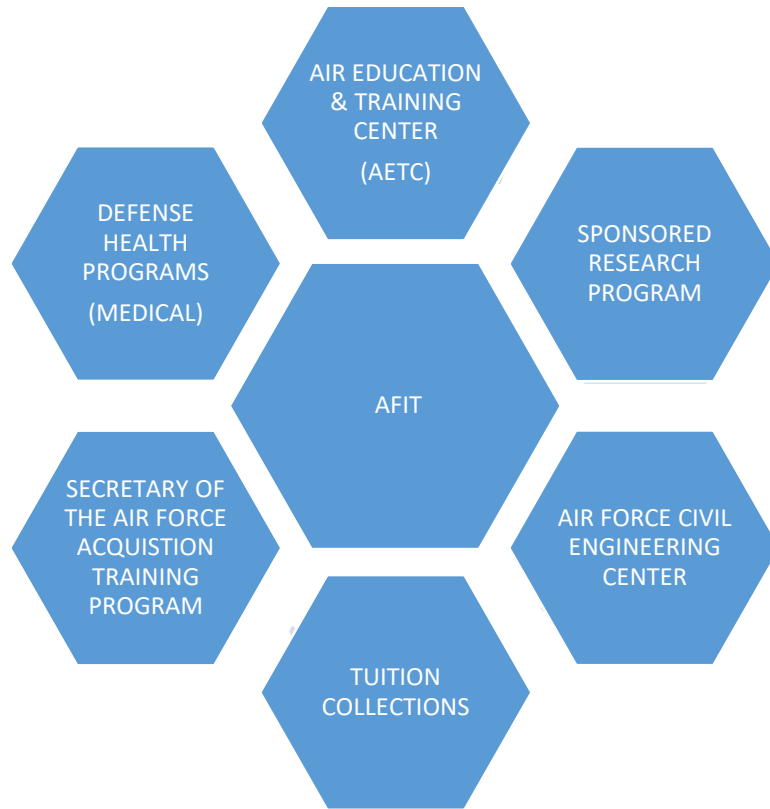 AIR EDUCATION
& TRAINING
CENTER
(AETC)
DEFENSE
HEALTH
PROGRAMS
(MEDICAL)
SPONSORED
RESEARCH
PROGRAM
AFIT
SECRETARY OF
THE AIR FORCE
ACQUISTION
TRAINING
PROGRAM
AIR FORCE CIVIL
ENGINEERING
CENTER
TUITION
COLLECTIONS